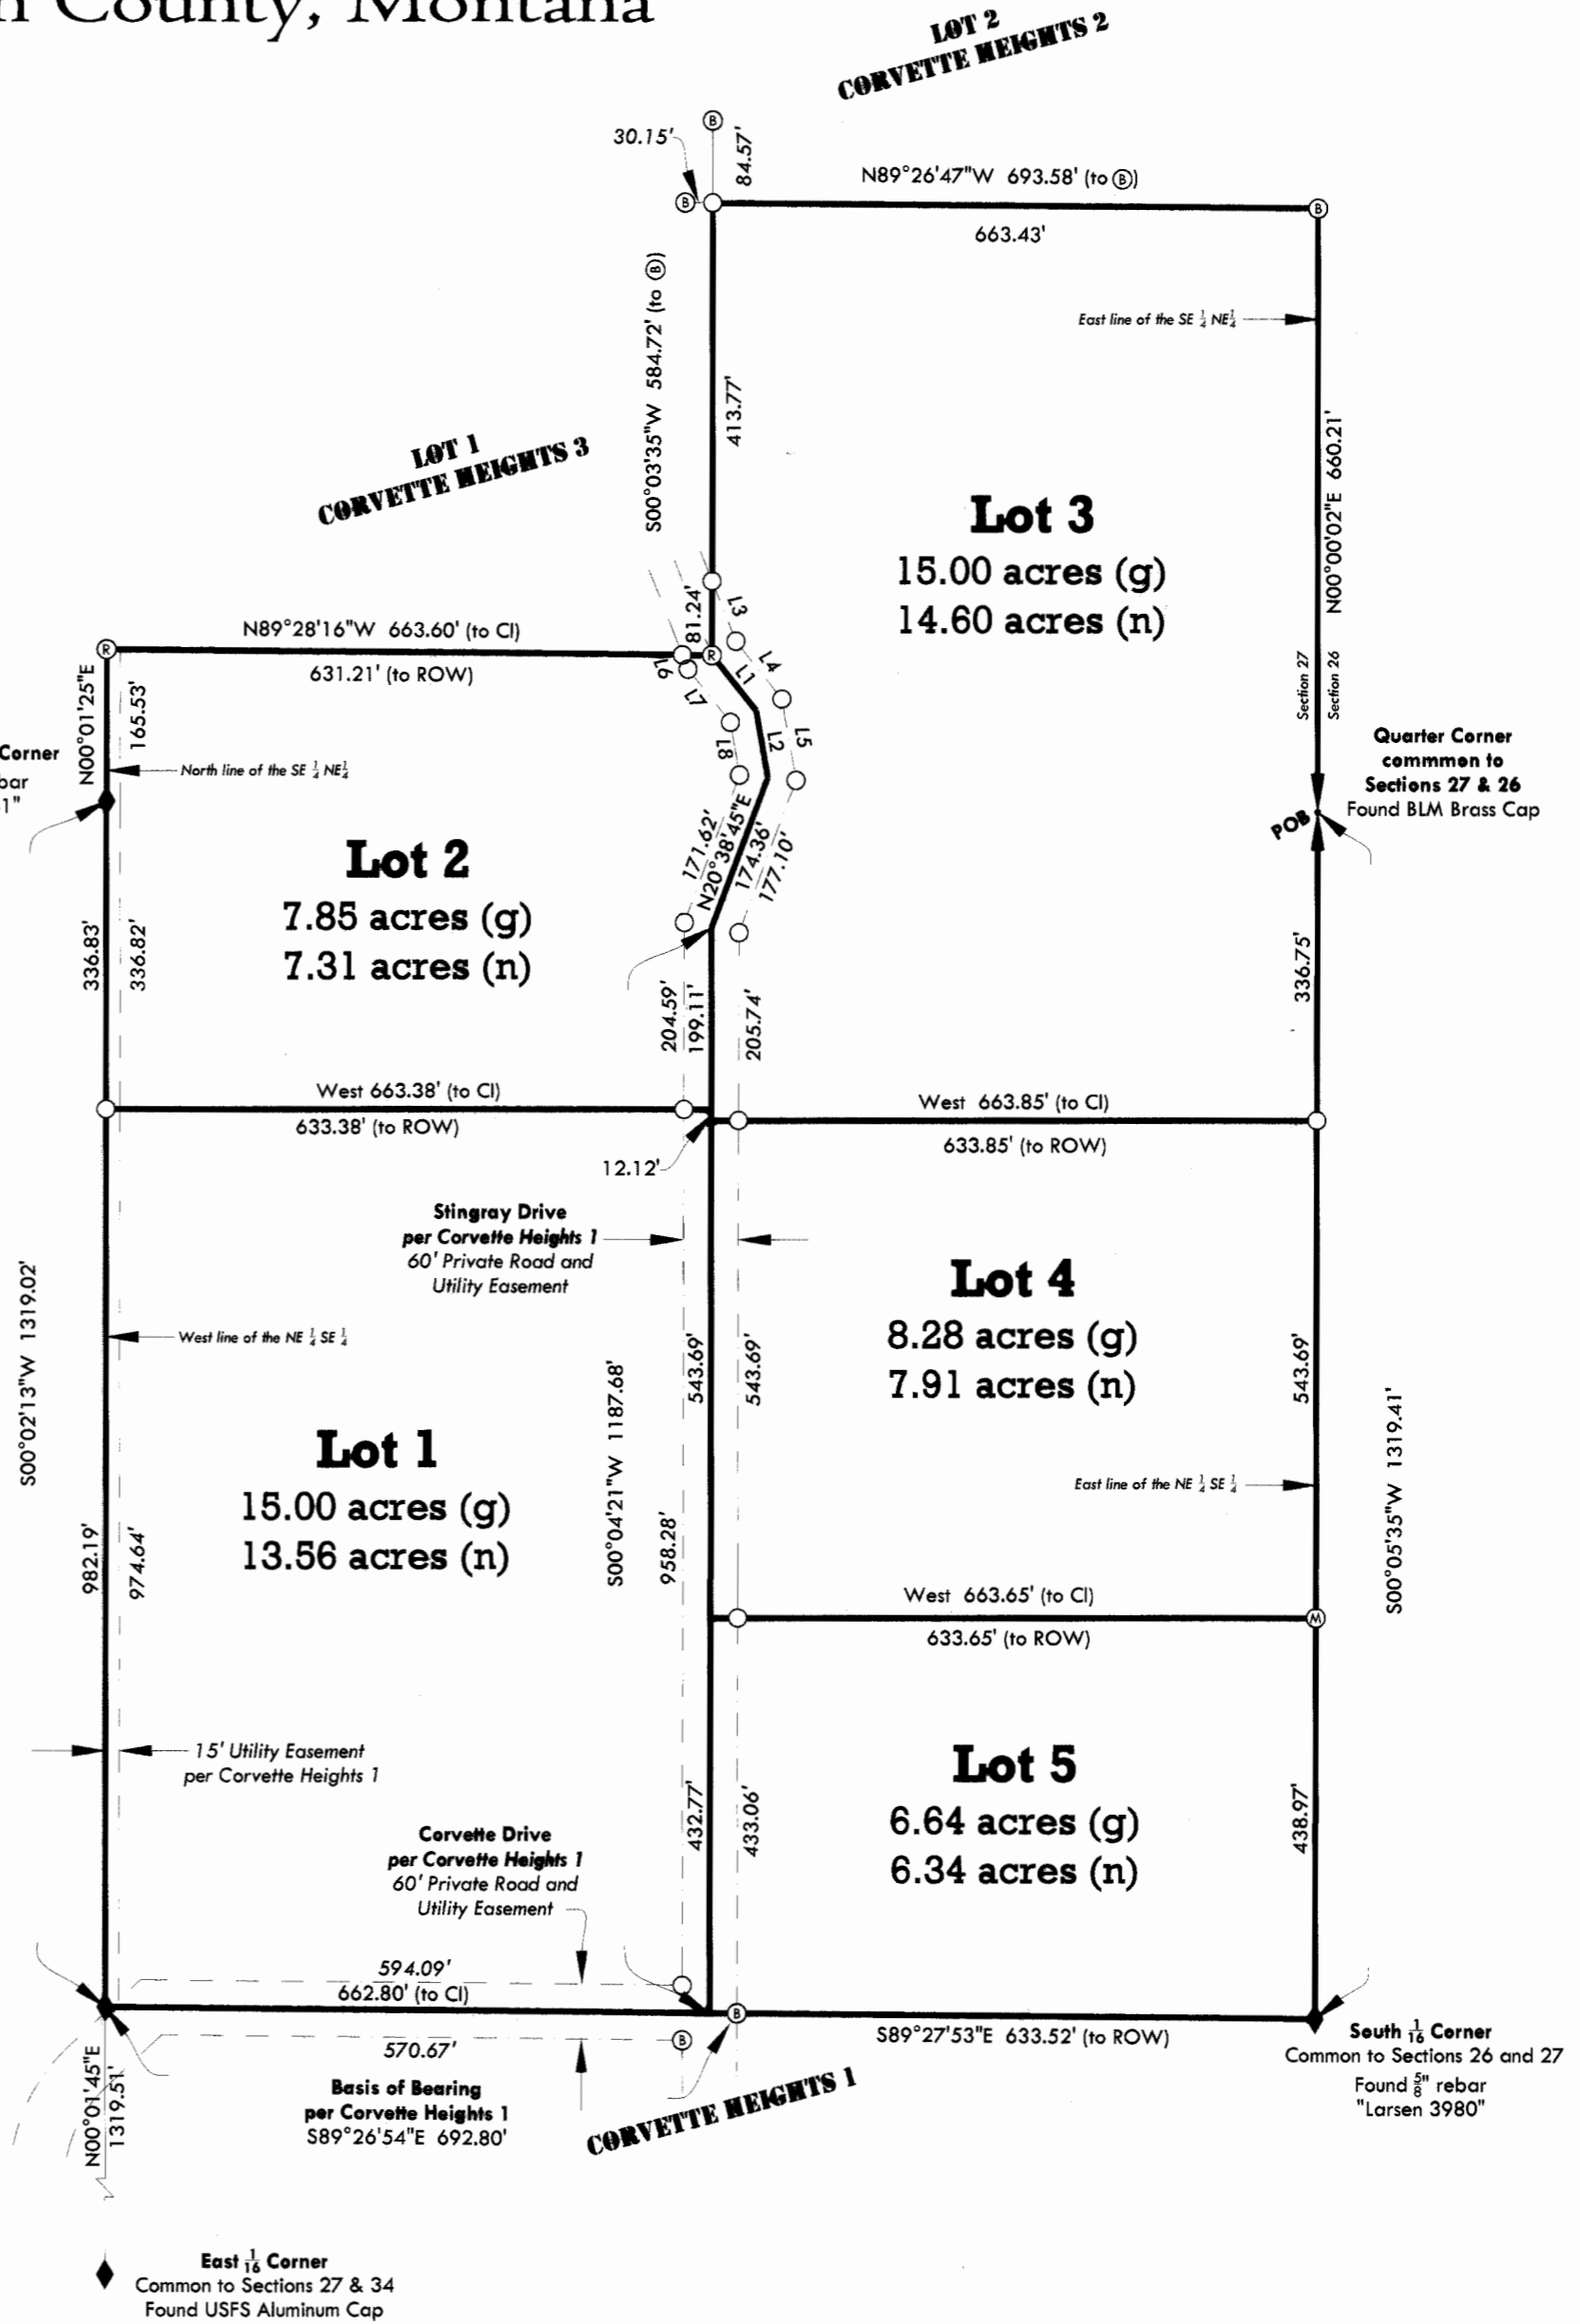 County, Montana
LOT 2
CORVETTE HEIGHTS 2
B
30.15'
84.57'
N89°26'47"W 693.58' (to B)
B
B
663.43'
S00°03'35"W 584.72' (to B)
East line of the SE 1/4 NE 1/4
413.77'
N00°00'02"E 660.21'
LOT 1
CORVETTE HEIGHTS 3
Lot 3
15.00 acres (g)
14.60 acres (n)
81.24'
L3
N89°28'16"W 663.60' (to Cl)
R
R
631.21' (to ROW)
L6
L7
L1
L4
L8
L2
L5
N00°01'25"E
165.53'
Section 27
Section 26
Corner
bar
1"
North line of the SE 1/4 NE 1/4
Quarter Corner
commmon to
Sections 27 & 26
Found BLM Brass Cap
POB
171.62'
N20°38'45"E
174.36'
177.10'
Lot 2
7.85 acres (g)
7.31 acres (n)
336.83'
336.82'
336.75'
204.59'
199.11'
205.74'
West 663.38' (to Cl)
633.38' (to ROW)
West 663.85' (to Cl)
633.85' (to ROW)
12.12'
Stingray Drive
per Corvette Heights 1
60' Private Road and
Utility Easement
S00°02'13"W 1319.02'
West line of the NE 1/4 SE 1/4
Lot 4
8.28 acres (g)
7.91 acres (n)
543.69'
543.69'
543.69'
S00°04'21"W 1187.68'
S00°05'35"W 1319.41'
East line of the NE 1/4 SE 1/4
Lot 1
15.00 acres (g)
13.56 acres (n)
982.19'
974.64'
958.28'
West 663.65' (to Cl)
M
633.65' (to ROW)
15' Utility Easement
per Corvette Heights 1
Lot 5
6.64 acres (g)
6.34 acres (n)
432.77'
433.06'
438.97'
Corvette Drive
per Corvette Heights 1
60' Private Road and
Utility Easement
594.09'
662.80' (to Cl)
B
S89°27'53"E 633.52' (to ROW)
570.67'
B
South 1/16 Corner
Common to Sections 26 and 27
Found 5/8" rebar
"Larsen 3980"
N00°01'45"E
1319.51'
Basis of Bearing
per Corvette Heights 1
S89°26'54"E 692.80'
CORVETTE HEIGHTS 1
East 1/16 Corner
Common to Sections 27 & 34
Found USFS Aluminum Cap